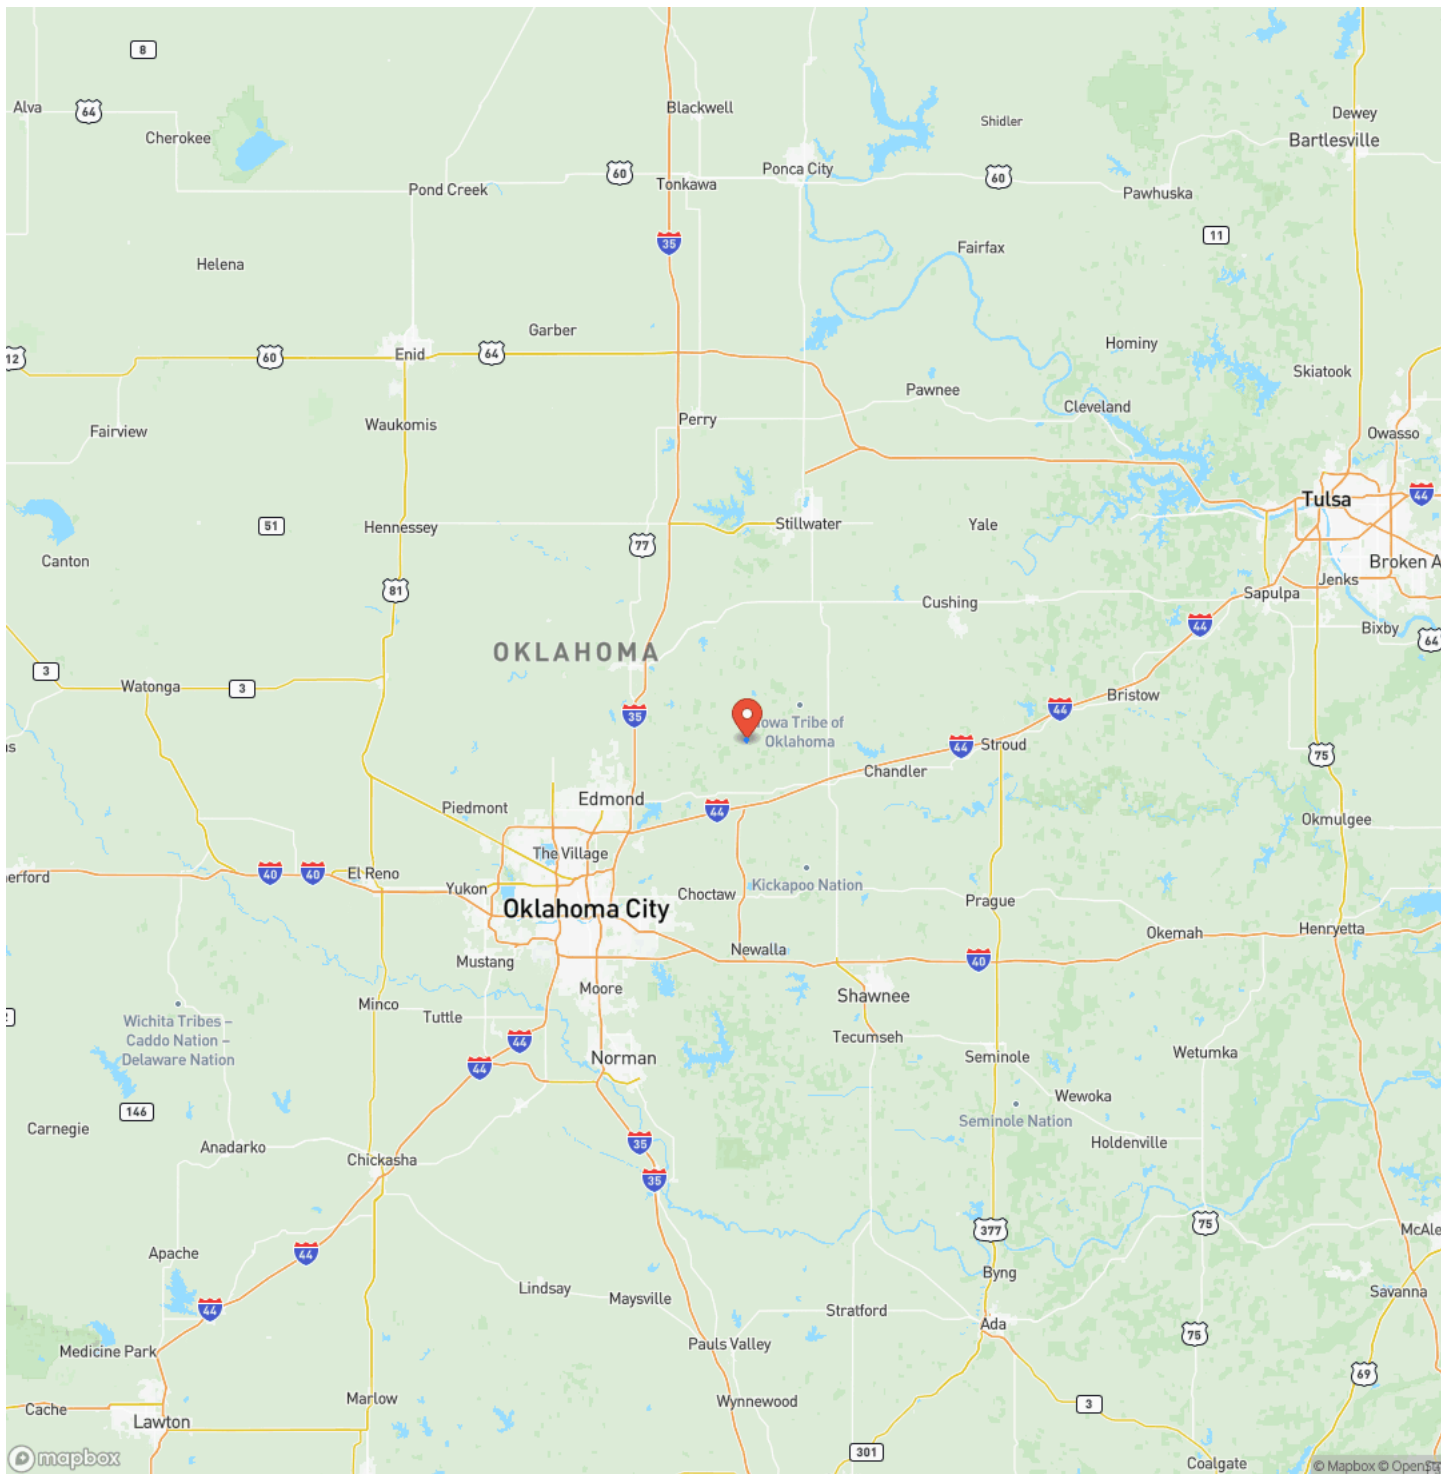 8
Alva
64
Cherokee
Blackwell
Shidler
Dewey
Bartlesville
60
Ponca City
60
Pond Creek
Tonkawa
Pawhuska
35
11
Helena
Fairfax
Garber
12
60
Enid
64
Hominy
Skiatook
Pawnee
Cleveland
Fairview
Waukomis
Perry
Owasso
Tulsa
44
51
Hennessey
Stillwater
Yale
Canton
77
Broken A
81
Jenks
Sapulpa
Cushing
44
Bixby
64
OKLAHOMA
3
Watonga
3
Bristow
44
35
Iowa Tribe of
Oklahoma
44
Stroud
75
Chandler
Edmond
Piedmont
44
Okmulgee
The Village
40
40
El Reno
erford
Yukon
Choctaw
Kickapoo Nation
Oklahoma City
Prague
Okemah
Henryetta
Newalla
Mustang
40
Moore
Shawnee
Minco
Tuttle
Wichita Tribes –
Caddo Nation –
Delaware Nation
44
44
Tecumseh
Norman
Seminole
Wetumka
146
Wewoka
Carnegie
Seminole Nation
Anadarko
35
Holdenville
Chickasha
35
377
75
McAle
Apache
44
Byng
Lindsay
Maysville
Savanna
44
Stratford
Ada
75
Medicine Park
Pauls Valley
69
Marlow
Wynnewood
3
Cache
Lawton
301
mapbox
Coalgate
© Mapbox © OpenSt